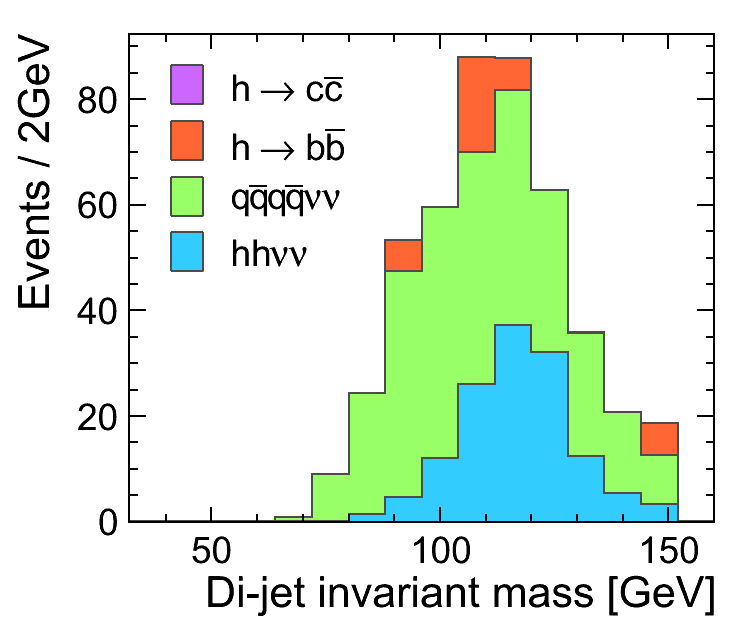 Events / 2GeV
80
60
40
20
0
h → cc̅
h → bb̅
qq̅qq̅νν
hhνν
50 100 150
Di-jet invariant mass [GeV]